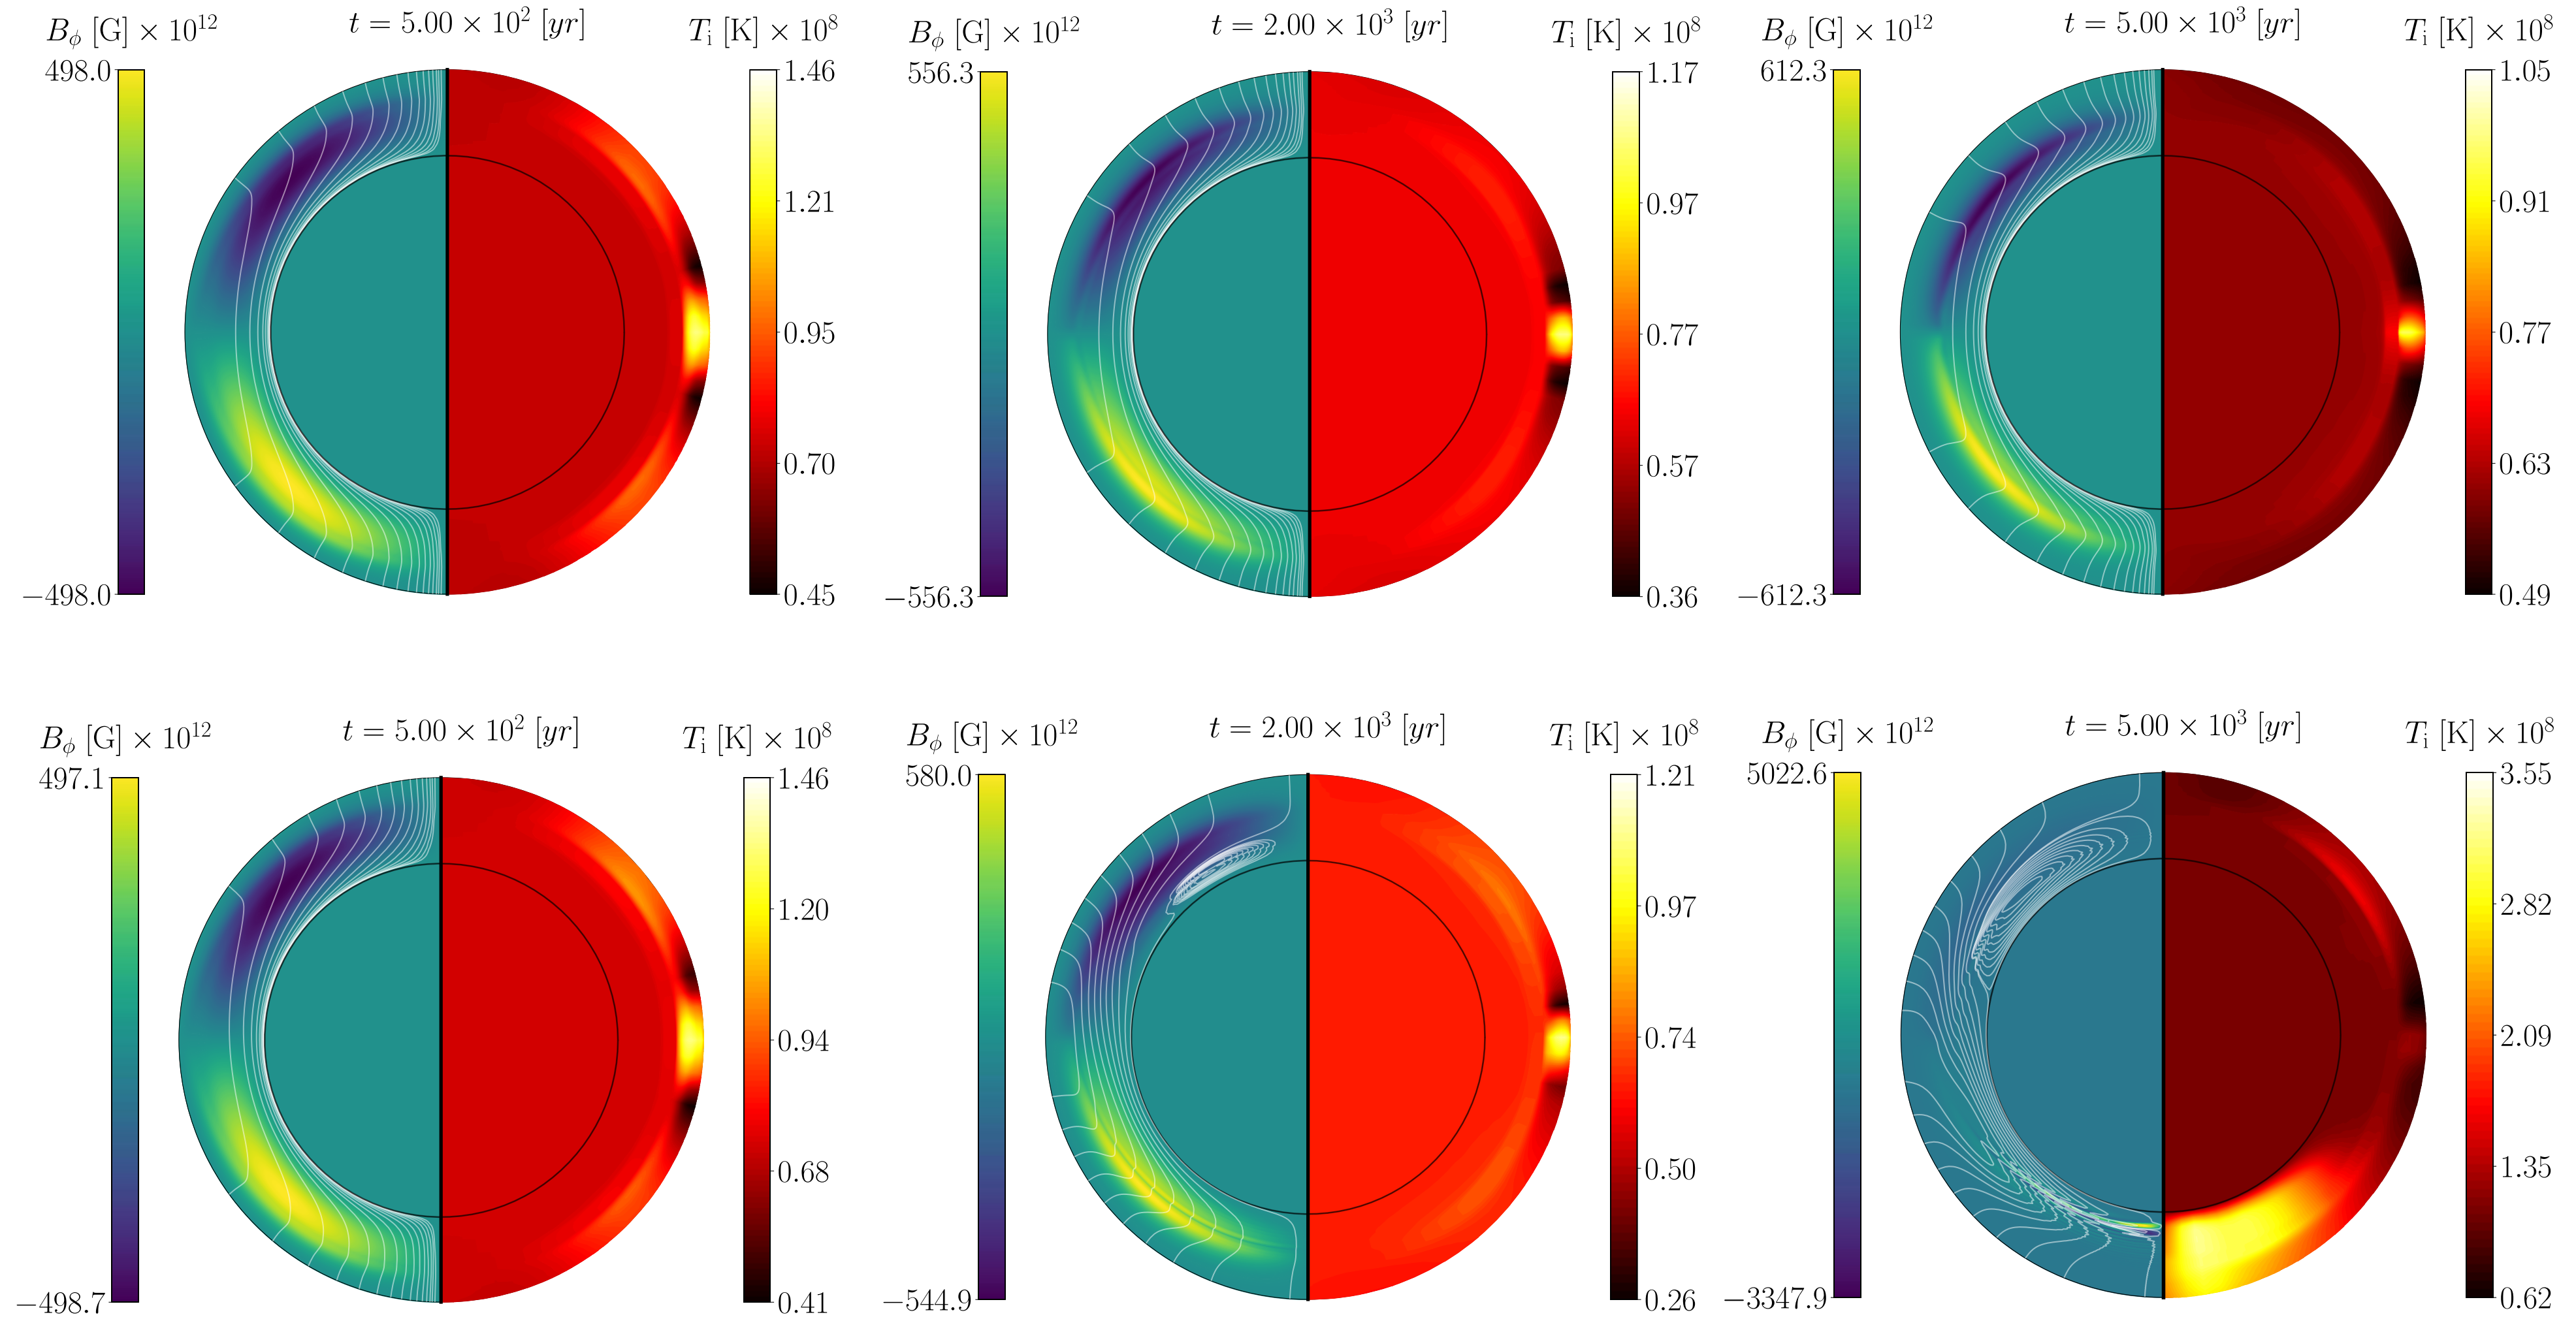 B_ϕ [G] × 10^12
t = 5.00 × 10^2 [yr]
T_i [K] × 10^8
498.0
−498.0
1.46
1.21
0.95
0.70
0.45
B_ϕ [G] × 10^12
t = 2.00 × 10^3 [yr]
T_i [K] × 10^8
556.3
−556.3
1.17
0.97
0.77
0.57
0.36
B_ϕ [G] × 10^12
t = 5.00 × 10^3 [yr]
T_i [K] × 10^8
612.3
−612.3
1.05
0.91
0.77
0.63
0.49
B_ϕ [G] × 10^12
t = 5.00 × 10^2 [yr]
T_i [K] × 10^8
497.1
−498.7
1.46
1.20
0.94
0.68
0.41
B_ϕ [G] × 10^12
t = 2.00 × 10^3 [yr]
T_i [K] × 10^8
580.0
−544.9
1.21
0.97
0.74
0.50
0.26
B_ϕ [G] × 10^12
t = 5.00 × 10^3 [yr]
T_i [K] × 10^8
5022.6
−3347.9
3.55
2.82
2.09
1.35
0.62